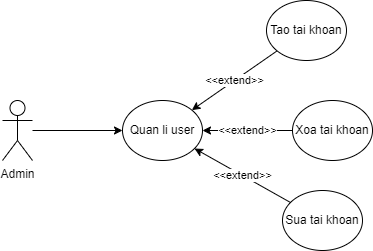 Tao tai khoan
<<extend>>
Quan li user
<<extend>>
Xoa tai khoan
Admin
<<extend>>
Sua tai khoan